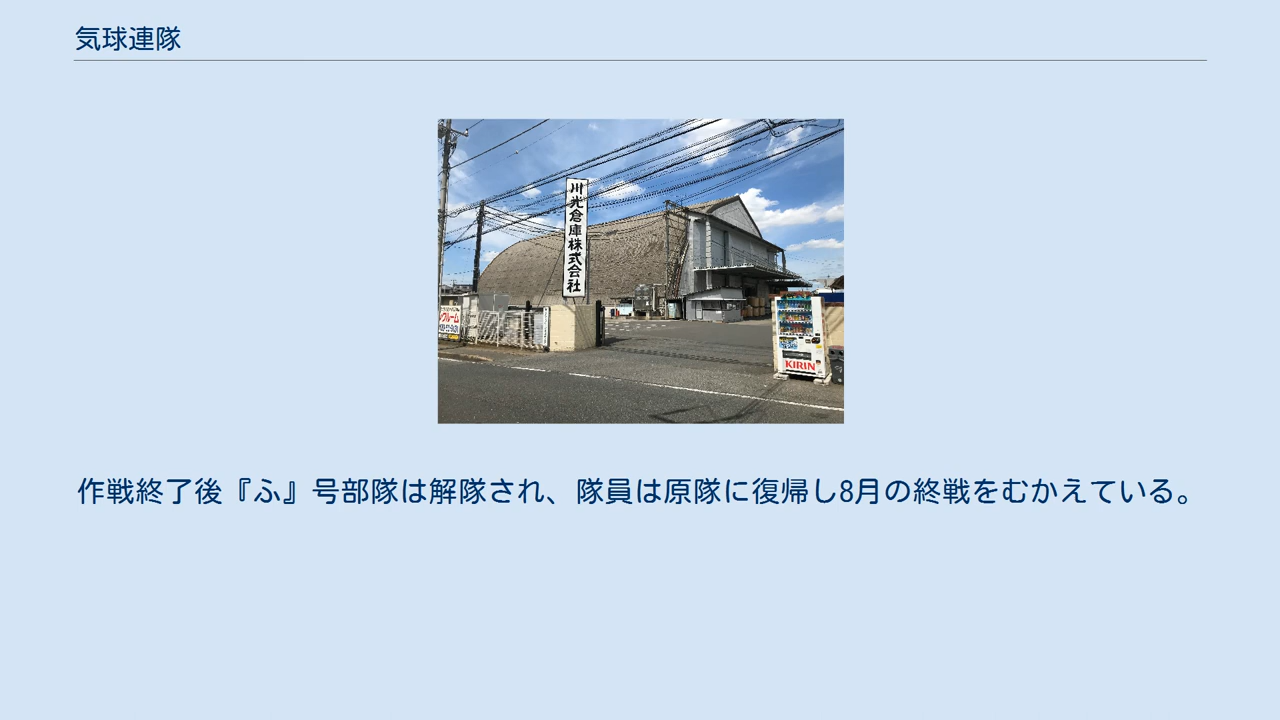 気球連隊
川光倉庫株式会社
KIRIN
作戦終了後『ふ』号部隊は解隊され、隊員は原隊に復帰し8月の終戦をむかえている。